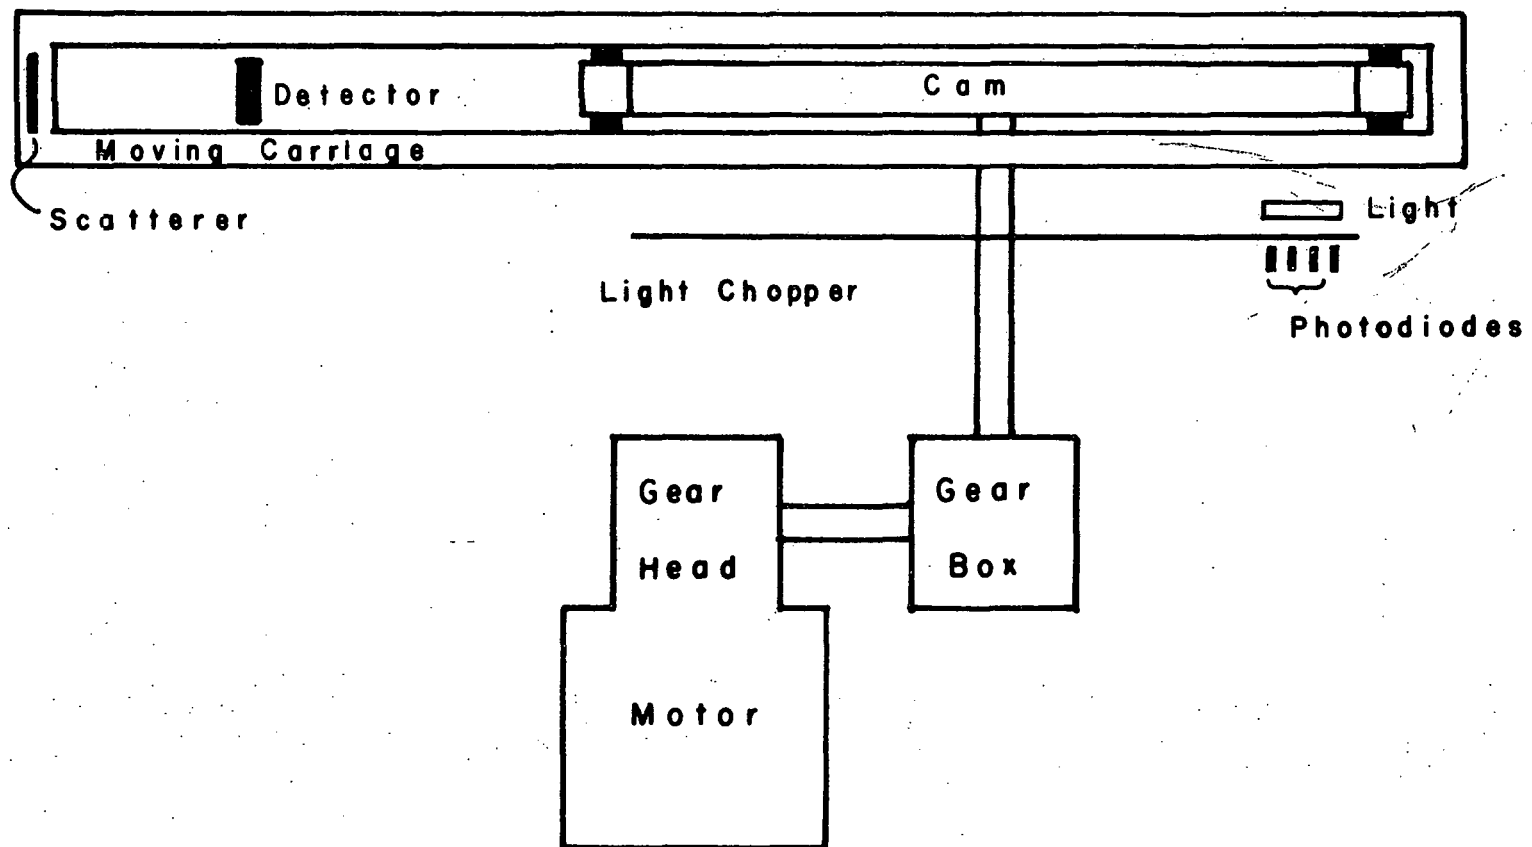 Cam
Detector
Moving Carriage
Scatterer
Light
Light Chopper
Photodiodes
Gear
Head
Gear
Box
Motor